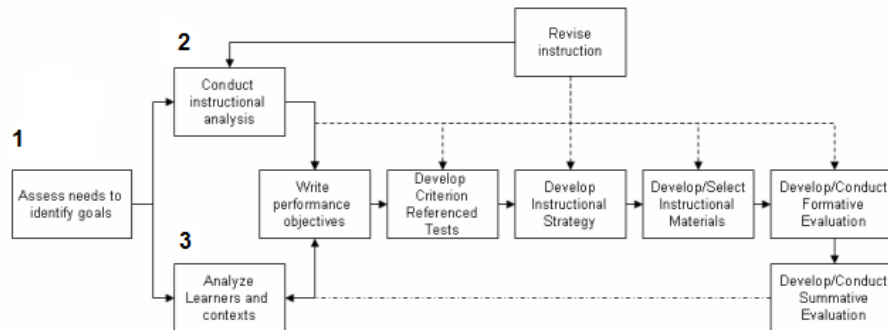 Revise
instruction
2
Conduct
instructional
analysis
1
Assess needs to
identify goals
Write
performance
objectives
Develop
Criterion
Referenced
Tests
Develop
Instructional
Strategy
Develop/Select
Instructional
Materials
Develop/Conduct
Formative
Evaluation
3
Analyze
Learners and
contexts
Develop/Conduct
Summative
Evaluation